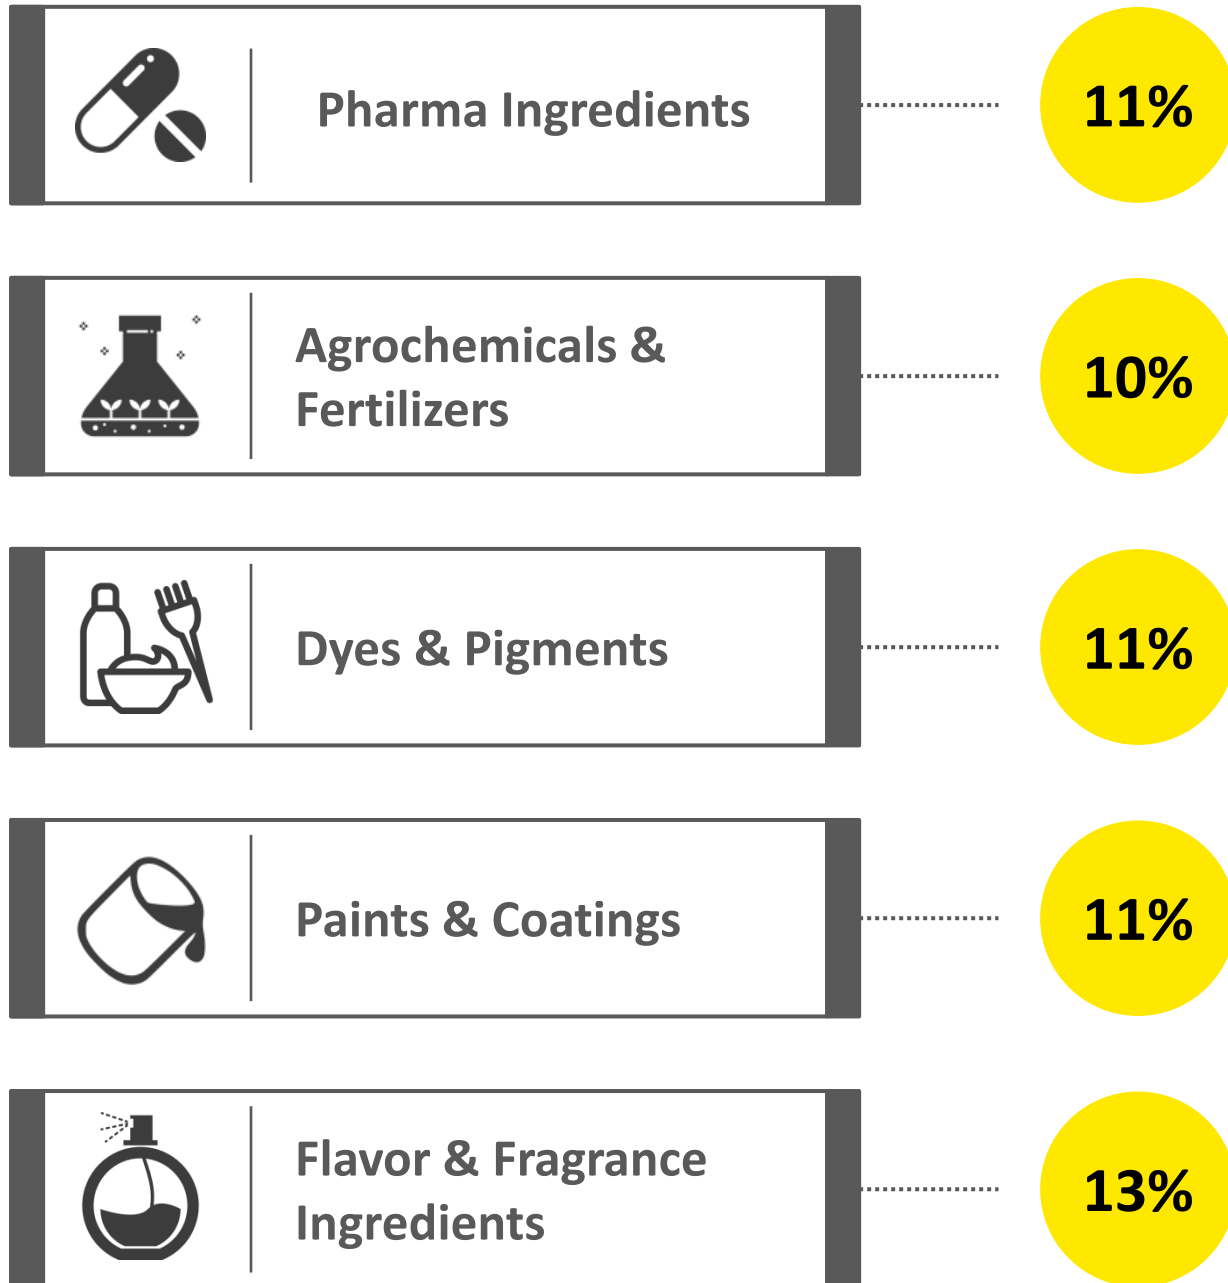 Pharma Ingredients
11%
Agrochemicals &
Fertilizers
10%
Dyes & Pigments
11%
Paints & Coatings
11%
Flavor & Fragrance
Ingredients
13%